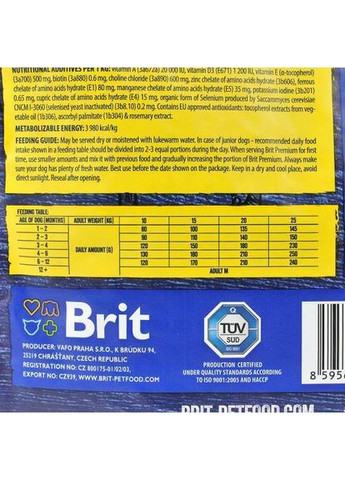 NUTRITIONAL ADDITIVES PER 1 KG: vitamin A (3a672a) 20 000 IU, vitamin D3 (E671) 1 200 IU, vitamin E (α-tocopherol)
(3a700) 500 mg, biotin (3a880) 0.6 mg, choline chloride (3a890) 600 mg, zinc chelate of amino acids hydrate (3b606), ferrous
chelate of amino acids hydrate (E1) 80 mg, manganese chelate of amino acids hydrate (E5) 35 mg, potassium iodine (3b201)
0.65 mg, cupric chelate of amino acids hydrate (E4) 15 mg, organic form of Selenium produced by Saccharomyces cerevisiae
CNCM I-3060 (selenised yeast inactivated) (3b8.10) 0.2 mg. Contains EU approved antioxidants: tocopherol extracts from veg-
etable oil (1b306), ascorbyl palmitate (1b304) and rosemary.
METABOLIZABLE ENERGY: 3 980 kcal/kg
FEEDING GUIDE: May be served dry or moistened with lukewarm water. In case of junior dogs – recommended daily food
intake shown in the feeding table should be divided into 2-3 equal portions during the day. When serving Brit Premium for first
time, use smaller amounts and mix it with previous food and gradually increasing the portion of Brit Premium. Always make
sure your dog has plenty of fresh water. Best use before the date shown on the package. Keep in a dry and cool place, avoid
direct sunlight. Reseal after opening.
FEEDING TABLE:
AGE OF DOG (MONTHS) ADULT WEIGHT (KG) 10 15 20 25
1 – 2 DAILY AMOUNT (G) 80 100 135 145
2 – 3 90 110 140 150
3 – 4 120 150 180 230
4 – 6 130 180 210 250
6 – 12 120 170 210 240
12 + ADULT M
Brit
PRODUCER: VAFO PRAHA S.R.O., K BRŮDKU 94,
25219 CHRÁŠŤANY, CZECH REPUBLIC
REGISTRATION NO: CZ 800175-01/02/03,
EXPORT NO: CZ939, WWW.BRIT-PETFOOD.COM
TÜV
SÜD
ISO 9001
PRODUCTION CERTIFIED
UNDER QUALITY STANDARDS ACCORDING
TO ISO 9001:2005 AND HACCP
8 595
BRIT-PETFOOD.COM